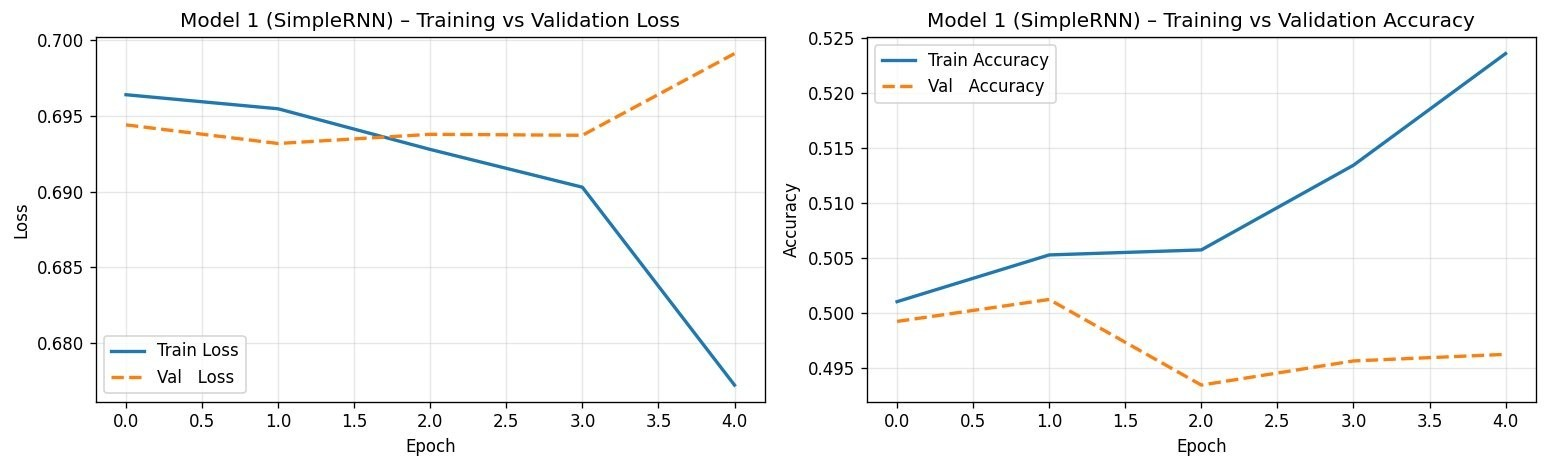 Model 1 (SimpleRNN) – Training vs Validation Loss
0.700
0.695
0.690
0.685
0.680
Loss
Train Loss
Val   Loss
0.0 0.5 1.0 1.5 2.0 2.5 3.0 3.5 4.0
Epoch
Model 1 (SimpleRNN) – Training vs Validation Accuracy
0.525
0.520
0.515
0.510
0.505
0.500
0.495
Accuracy
Train Accuracy
Val   Accuracy
0.0 0.5 1.0 1.5 2.0 2.5 3.0 3.5 4.0
Epoch